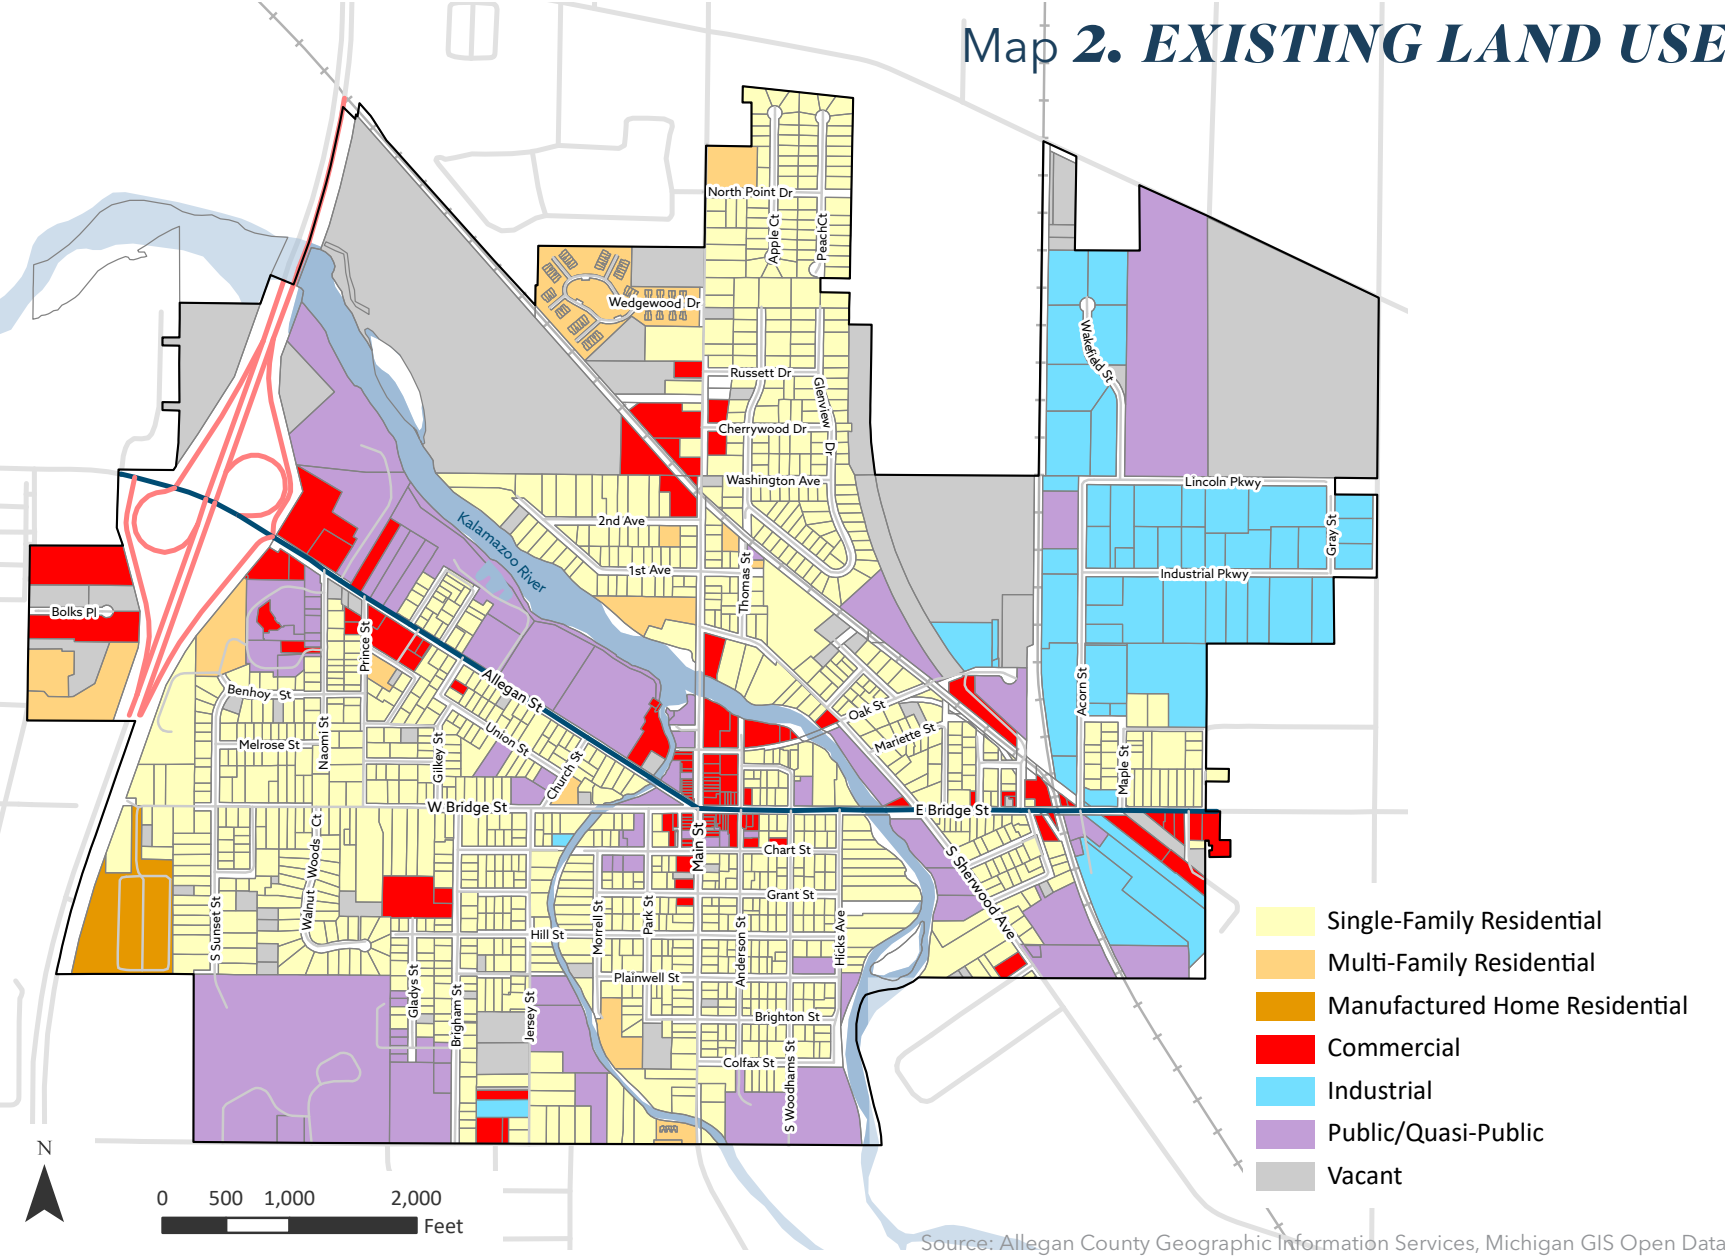 Map 2. EXISTING LAND USE
North Point Dr
Apple Ct
PeachCt
Wedgewood Dr
Wakefield St
Russett Dr
Glenview Dr
Cherrywood Dr
Washington Ave
Lincoln Pkwy
2nd Ave
Gray St
Kalamazoo River
1st Ave
Thomas St
Industrial Pkwy
Bolks Pl
Prince St
Benhoy St
Allegan St
Acorn St
Oak St
Naomi St
Melrose St
Gilkey St
Union St
Mariette St
Church St
Maple St
W Bridge St
E Bridge St
Main St
Chart St
Walnut Woods Ct
S Sherwood Ave
Grant St
S Sunset St
Morrell St
Park St
Anderson St
Hicks Ave
Hill St
Gladys St
Plainwell St
Brigham St
Jersey St
Brighton St
Colfax St
S Woodhams St
Single-Family Residential
Multi-Family Residential
Manufactured Home Residential
Commercial
Industrial
Public/Quasi-Public
Vacant
N
0 500 1,000 2,000
Feet
Source: Allegan County Geographic Information Services, Michigan GIS Open Data